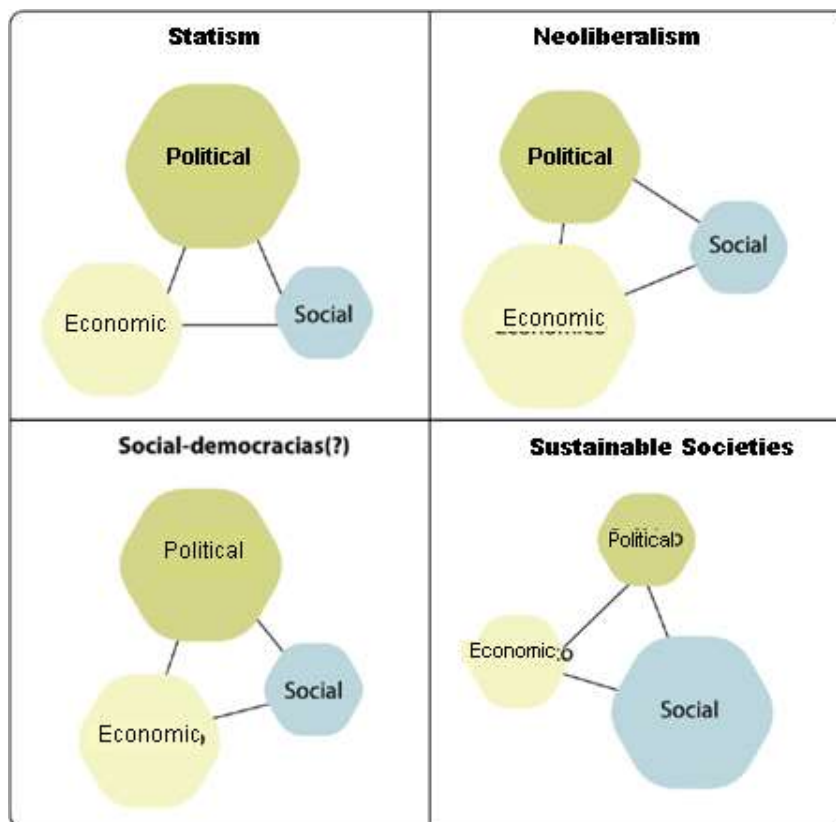 Statism
Political
Economic
Social
Neoliberalism
Political
Social
Economic
Social-democracias(?)
Political
Social
Economic
Sustainable Societies
Political
Economic
Social